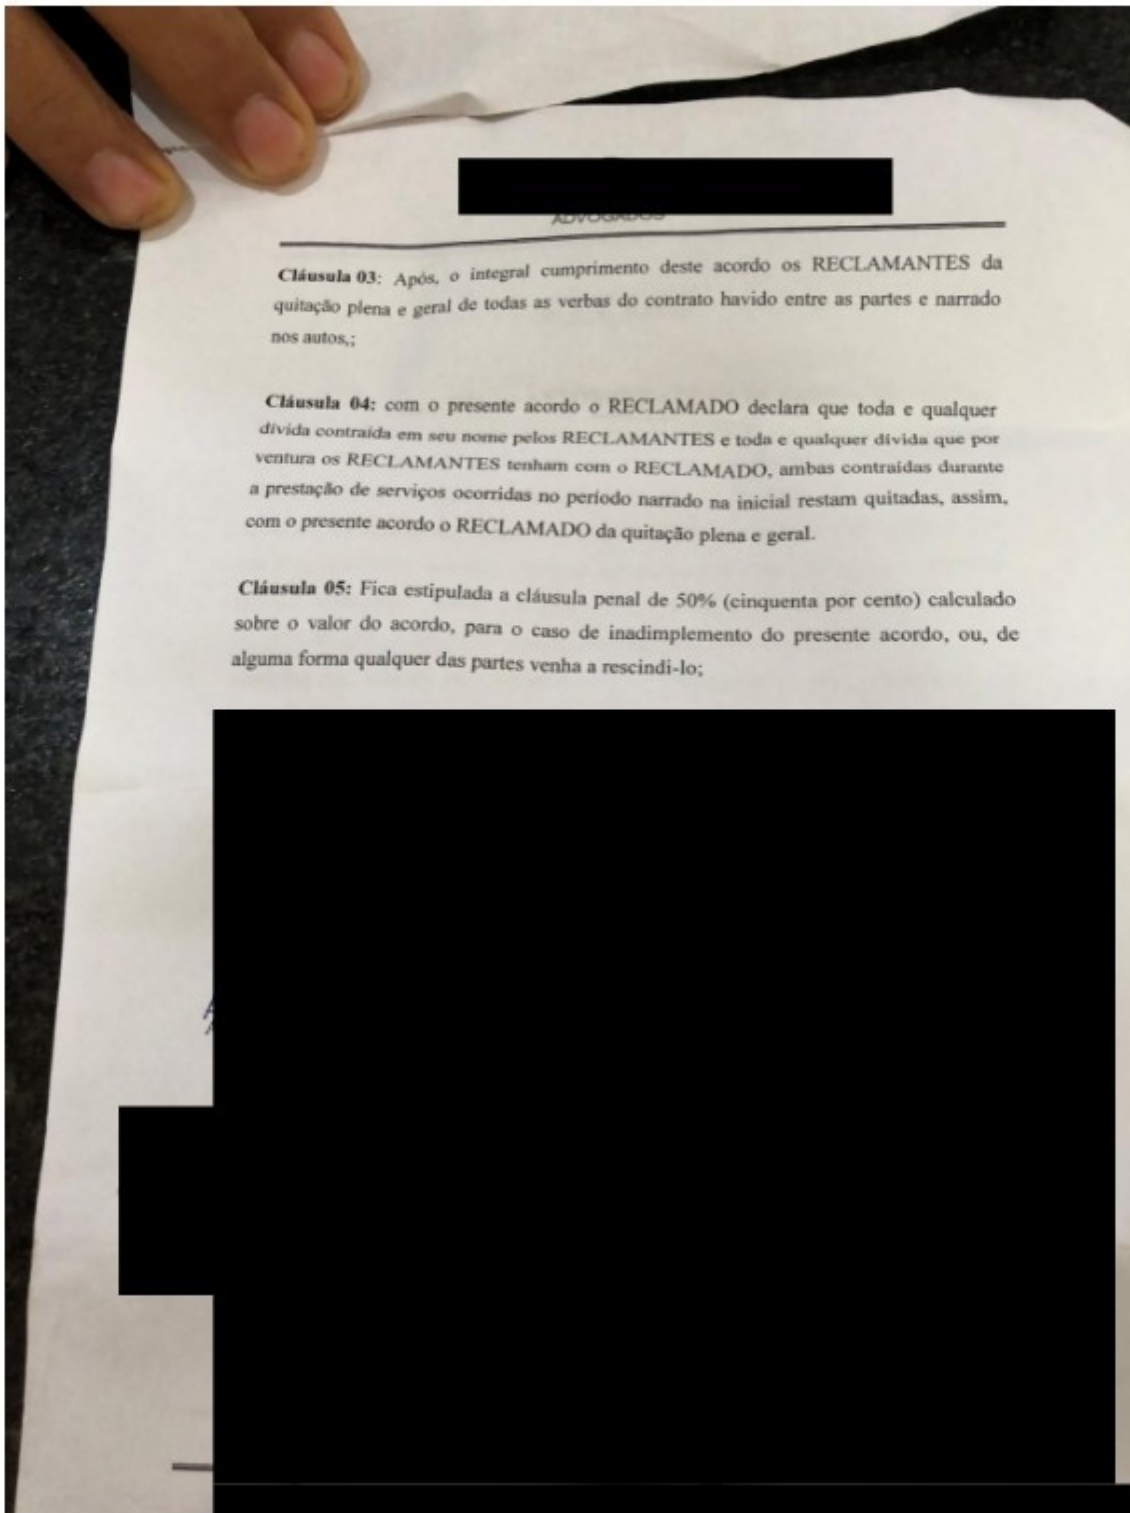 ADVOGADOS
Cláusula 03: Após, o integral cumprimento deste acordo os RECLAMANTES da
quitação plena e geral de todas as verbas do contrato havido entre as partes e narrado
nos autos,;
Cláusula 04: com o presente acordo o RECLAMADO declara que toda e qualquer
dívida contraída em seu nome pelos RECLAMANTES e toda e qualquer dívida que por
ventura os RECLAMANTES tenham com o RECLAMADO, ambas contraídas durante
a prestação de serviços ocorridas no período narrado na inicial restam quitadas, assim,
com o presente acordo o RECLAMADO da quitação plena e geral.
Cláusula 05: Fica estipulada a cláusula penal de 50% (cinquenta por cento) calculado
sobre o valor do acordo, para o caso de inadimplemento do presente acordo, ou, de
alguma forma qualquer das partes venha a rescindi-lo;